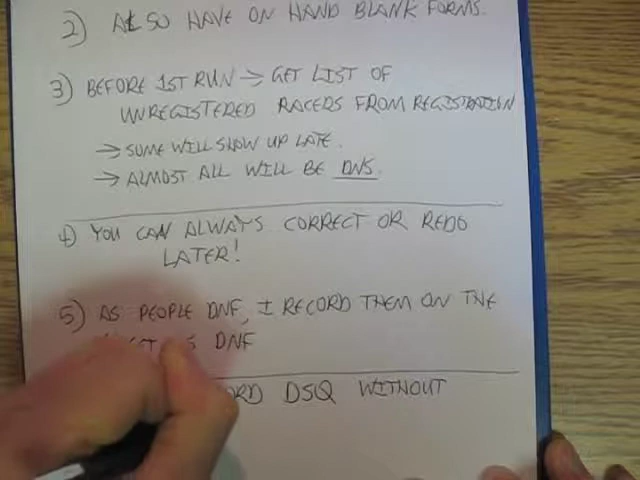 2) ALSO HAVE ON HAND BLANK FORMS.
3) BEFORE 1ST RUN → GET LIST OF
UNREGISTERED RACERS FROM REGISTRATION
→ SOME WILL SHOW UP LATE.
→ ALMOST ALL WILL BE DNS.
4) YOU CAN ALWAYS CORRECT OR REDO
LATER!
5) AS PEOPLE DNF, I RECORD THEM ON THE
DNF
DSQ WITHOUT